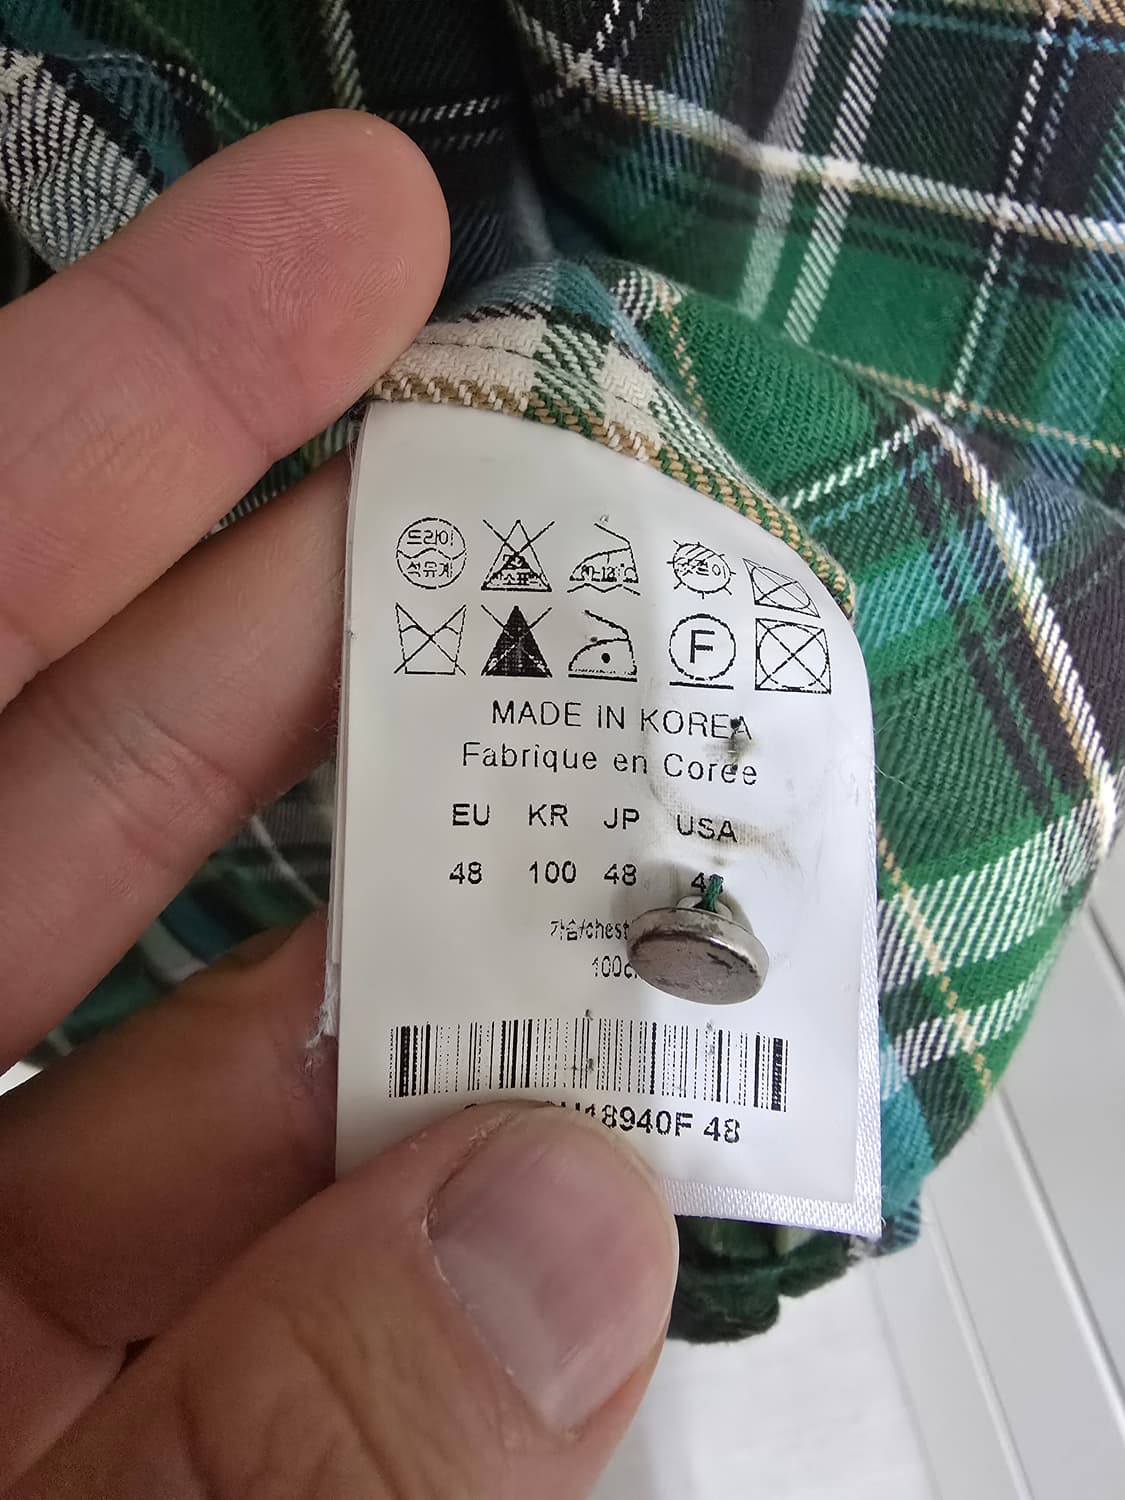 드라이
석유계
F
MADE IN KOREA
Fabrique en Corée
EU KR JP USA
48 100 48
가슴/chest
18940F 48